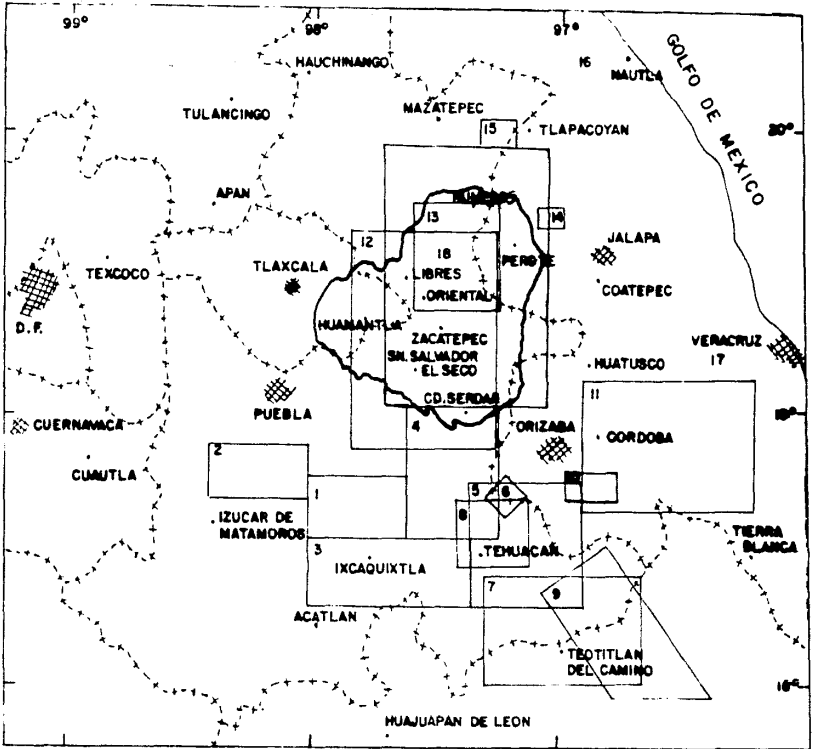 99°
98°
97°
HAUCHINANGO
16
NAUTLA
GOLFO DE MEXICO
MAZATEPEC
TULANCINGO
15
TLAPACOYAN
20°
APAN
13
14
12
JALAPA
18
PEROTE
TEXCOCO
TLAXCALA
LIBRES
COATEPEC
ORIENTAL
D.F.
HUAMANTLA
ZACATEPEC
VERACRUZ
SN. SALVADOR
EL SECO
HUATUSCO
17
11
PUEBLA
CD. SERDAN
19°
CUERNAVACA
4
ORIZABA
CORDOBA
2
CUAUTLA
1
5
6
IZUCAR DE
MATAMOROS
8
TIERRA
BLANCA
3
TEHUACAN
IXCAQUIXTLA
7
9
ACATLAN
TEOTITLAN
DEL CAMINO
HUAJUAPAN DE LEON